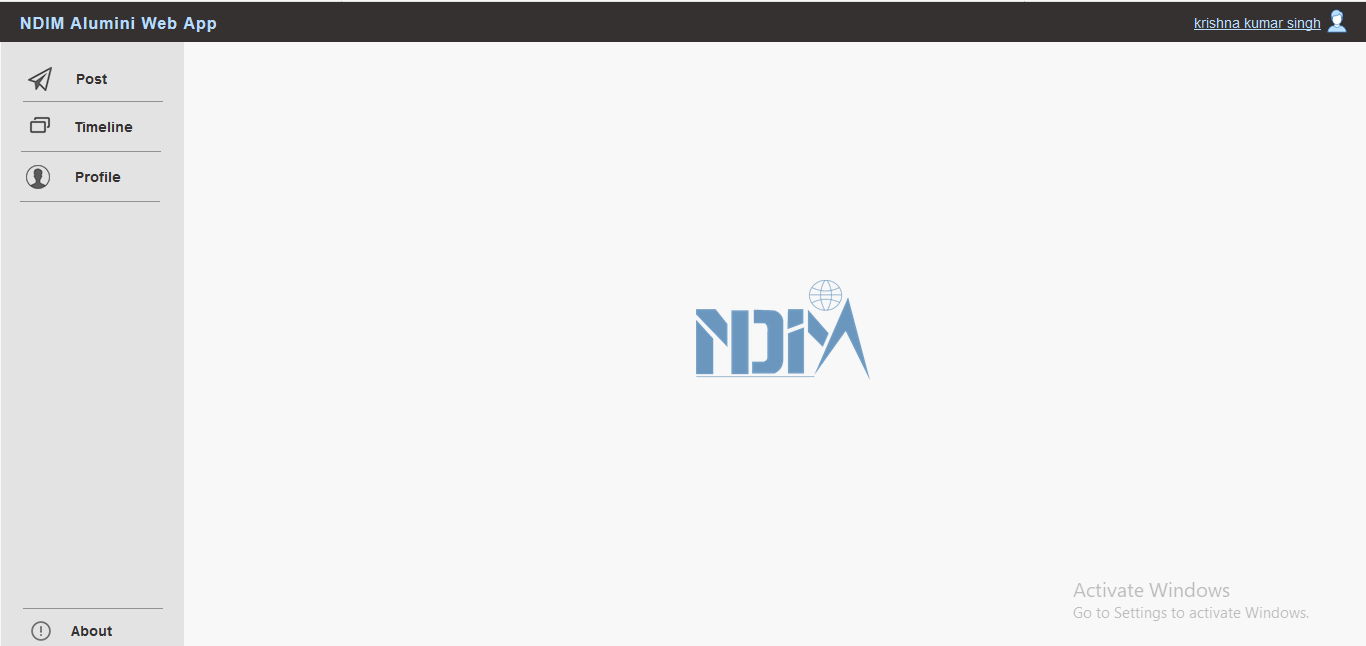 NDIM Alumini Web App
krishna kumar singh
Post
Timeline
Profile
NDIM
Activate Windows
Go to Settings to activate Windows.
About